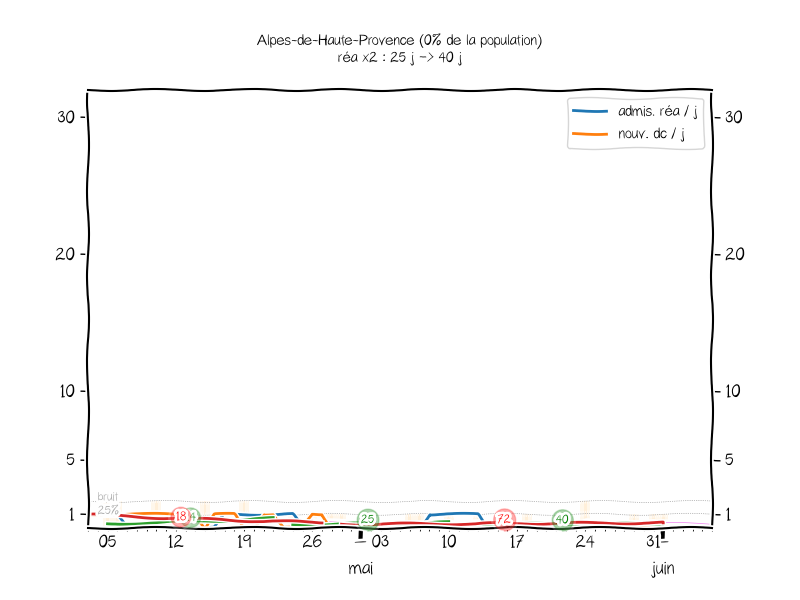 Alpes-de-Haute-Provence (0% de la population)
réa x2 : 25 j -> 40 j
admis. réa / j
nouv. dc / j
30
30
20
20
10
10
5
5
bruit
25%
1
1
18
25
72
40
05 12 19 26 03 10 17 24 31
mai juin